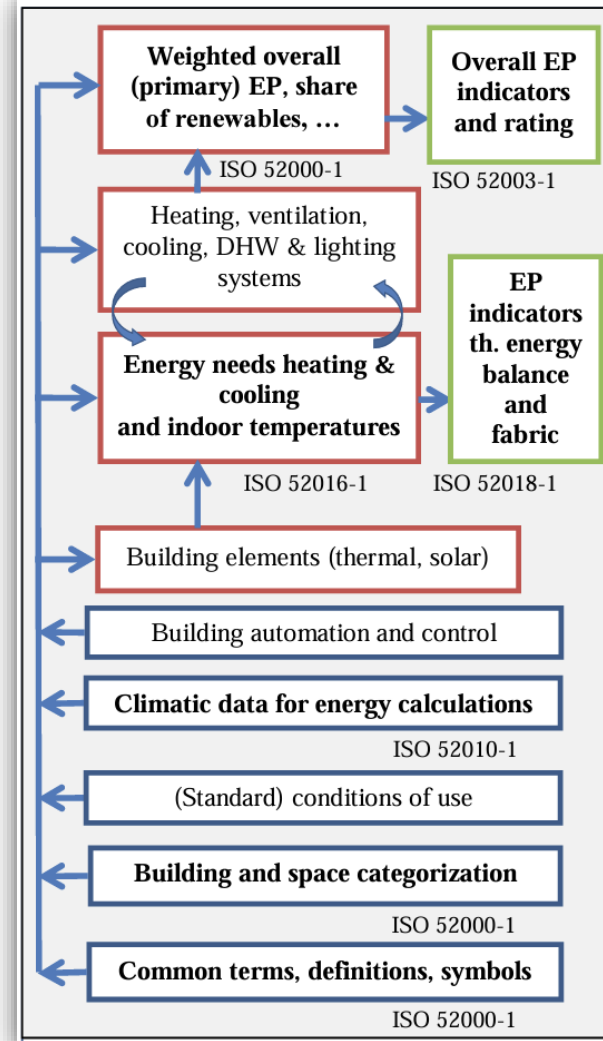 Weighted overall
(primary) EP, share
of renewables, …
Overall EP
indicators
and rating
ISO 52000-1
ISO 52003-1
Heating, ventilation,
cooling, DHW & lighting
systems
EP
indicators
th. energy
balance
and
fabric
Energy needs heating &
cooling
and indoor temperatures
ISO 52016-1
ISO 52018-1
Building elements (thermal, solar)
Building automation and control
Climatic data for energy calculations
ISO 52010-1
(Standard) conditions of use
Building and space categorization
ISO 52000-1
Common terms, definitions, symbols
ISO 52000-1